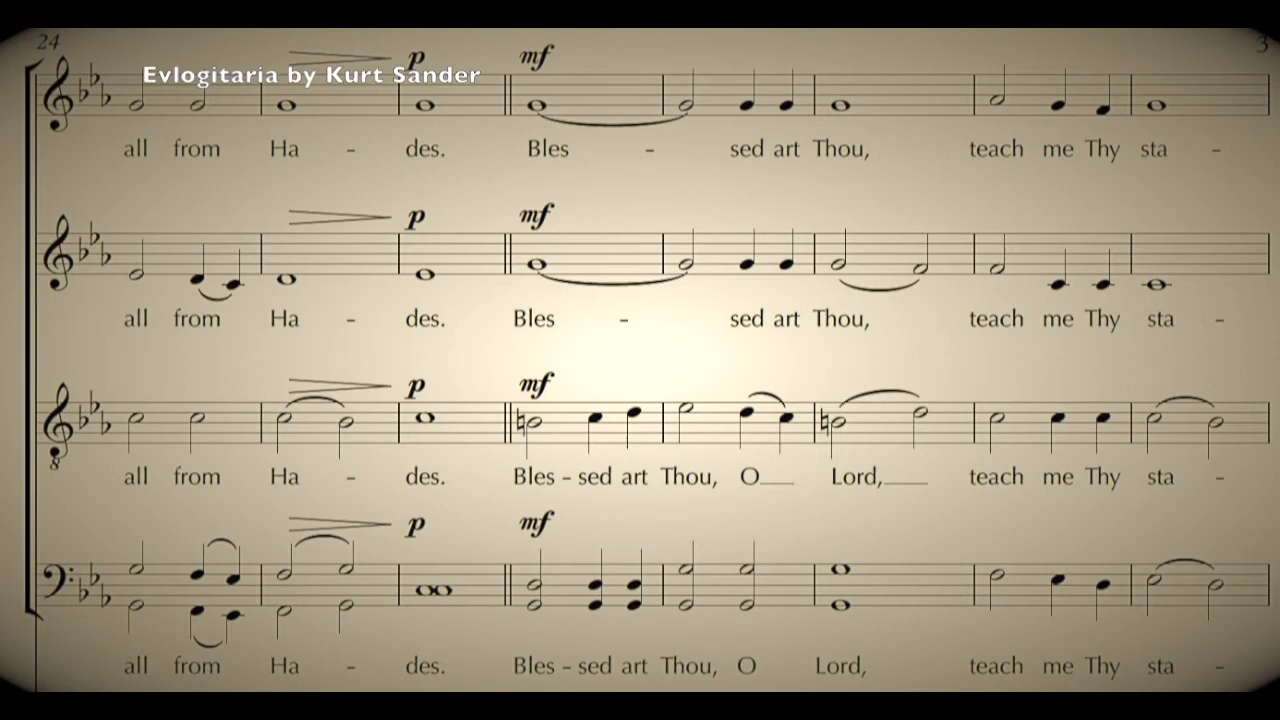 24
3
p mf
Evlogitaria by Kurt Sander
all from Ha - des. Bles - sed art Thou, teach me Thy sta -
p mf
all from Ha - des. Bles - sed art Thou, teach me Thy sta -
p mf
8
all from Ha - des. Bles - sed art Thou, O Lord, teach me Thy sta -
p mf
all from Ha - des. Bles - sed art Thou, O Lord, teach me Thy sta -